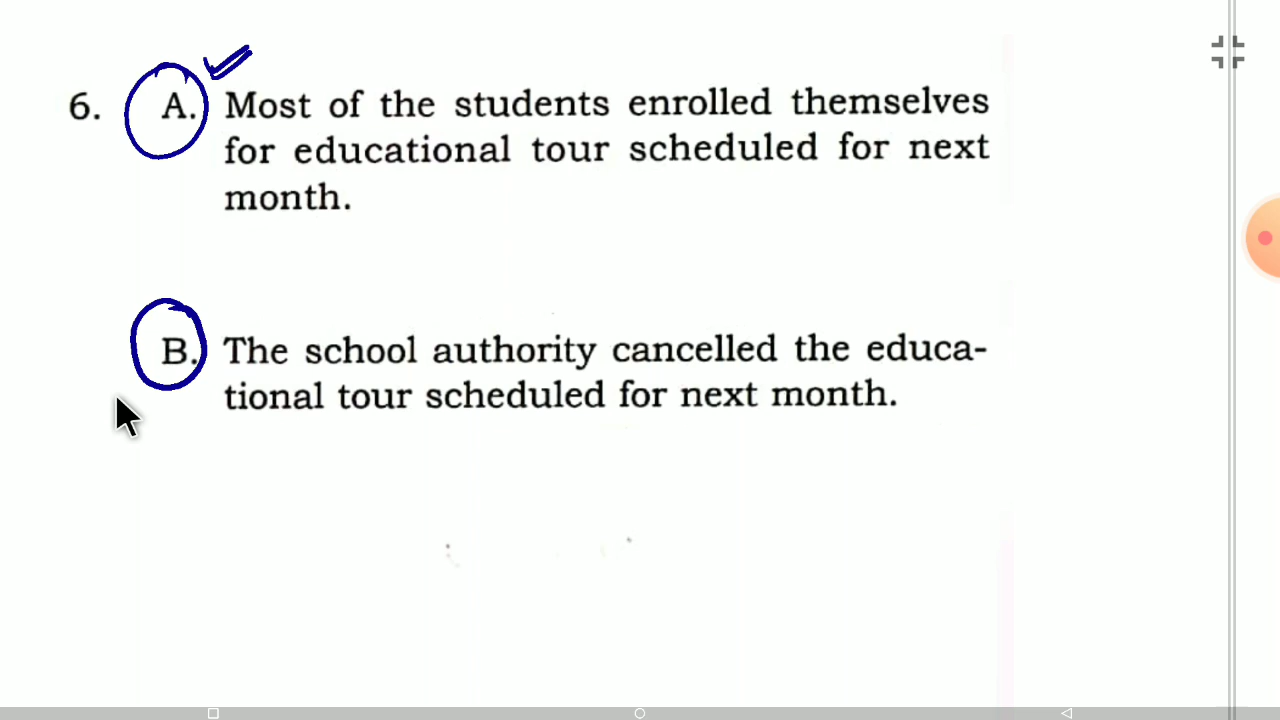 6. A. Most of the students enrolled themselves
for educational tour scheduled for next
month.
B. The school authority cancelled the educa-
tional tour scheduled for next month.